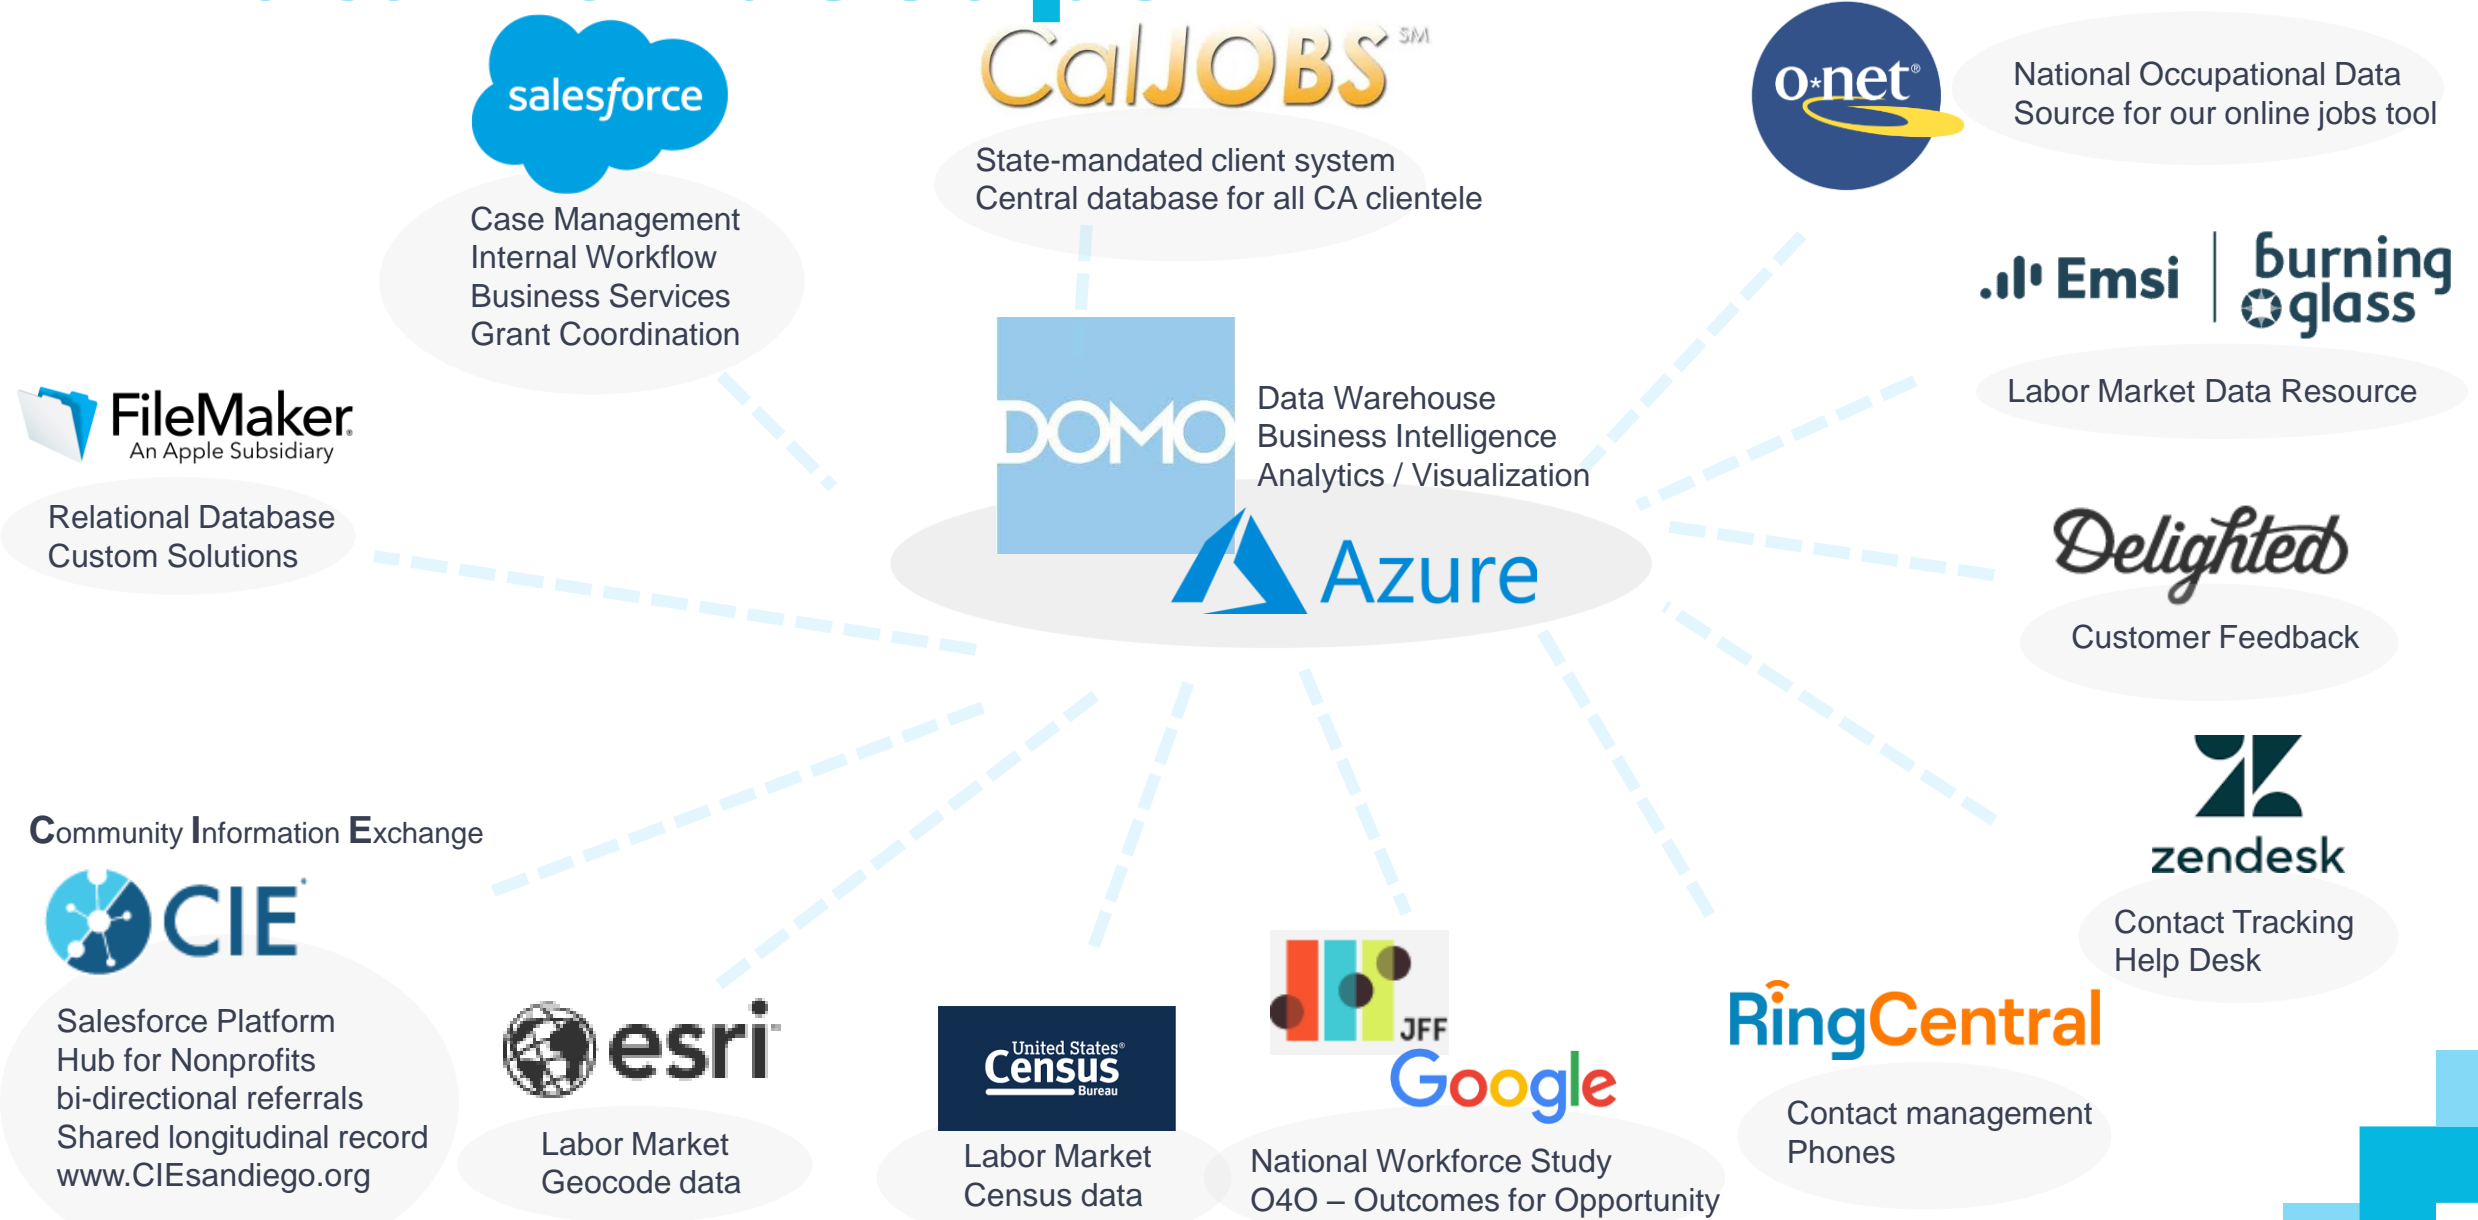 salesforce
Case Management
Internal Workflow
Business Services
Grant Coordination
CalJOBS SM
State-mandated client system
Central database for all CA clientele
o*net®
National Occupational Data
Source for our online jobs tool
Emsi
burning
glass
Labor Market Data Resource
FileMaker.
An Apple Subsidiary
Relational Database
Custom Solutions
DOMO
Data Warehouse
Business Intelligence
Analytics / Visualization
Azure
Delighted
Customer Feedback
zendesk
Contact Tracking
Help Desk
Community Information Exchange
CIE
Salesforce Platform
Hub for Nonprofits
bi-directional referrals
Shared longitudinal record
www.CIEsandiego.org
esri
Labor Market
Geocode data
United States®
Census
Bureau
Labor Market
Census data
JFF
Google
National Workforce Study
O4O – Outcomes for Opportunity
RingCentral
Contact management
Phones